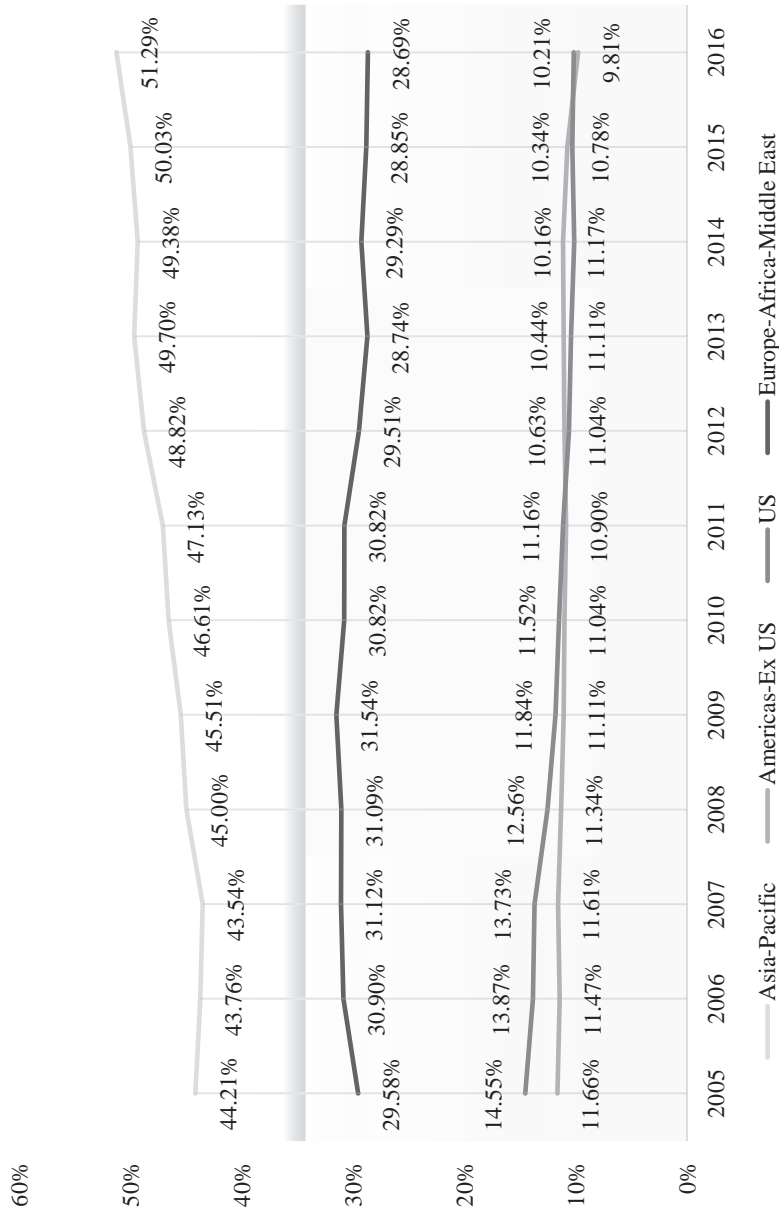 60%
50%
40%
30%
20%
10%
0%
44.21% 43.76% 43.54% 45.00% 45.51% 46.61% 47.13% 48.82% 49.70% 49.38% 50.03% 51.29%
29.58% 30.90% 31.12% 31.09% 31.54% 30.82% 30.82% 29.51% 28.74% 29.29% 28.85% 28.69%
14.55% 13.87% 13.73% 12.56% 11.84% 11.52% 11.16% 10.63% 10.44% 10.16% 10.34% 10.21%
11.66% 11.47% 11.61% 11.34% 11.11% 11.04% 10.90% 11.04% 11.11% 11.17% 10.78% 9.81%
2005 2006 2007 2008 2009 2010 2011 2012 2013 2014 2015 2016
Asia-Pacific Americas-Ex US US Europe-Africa-Middle East